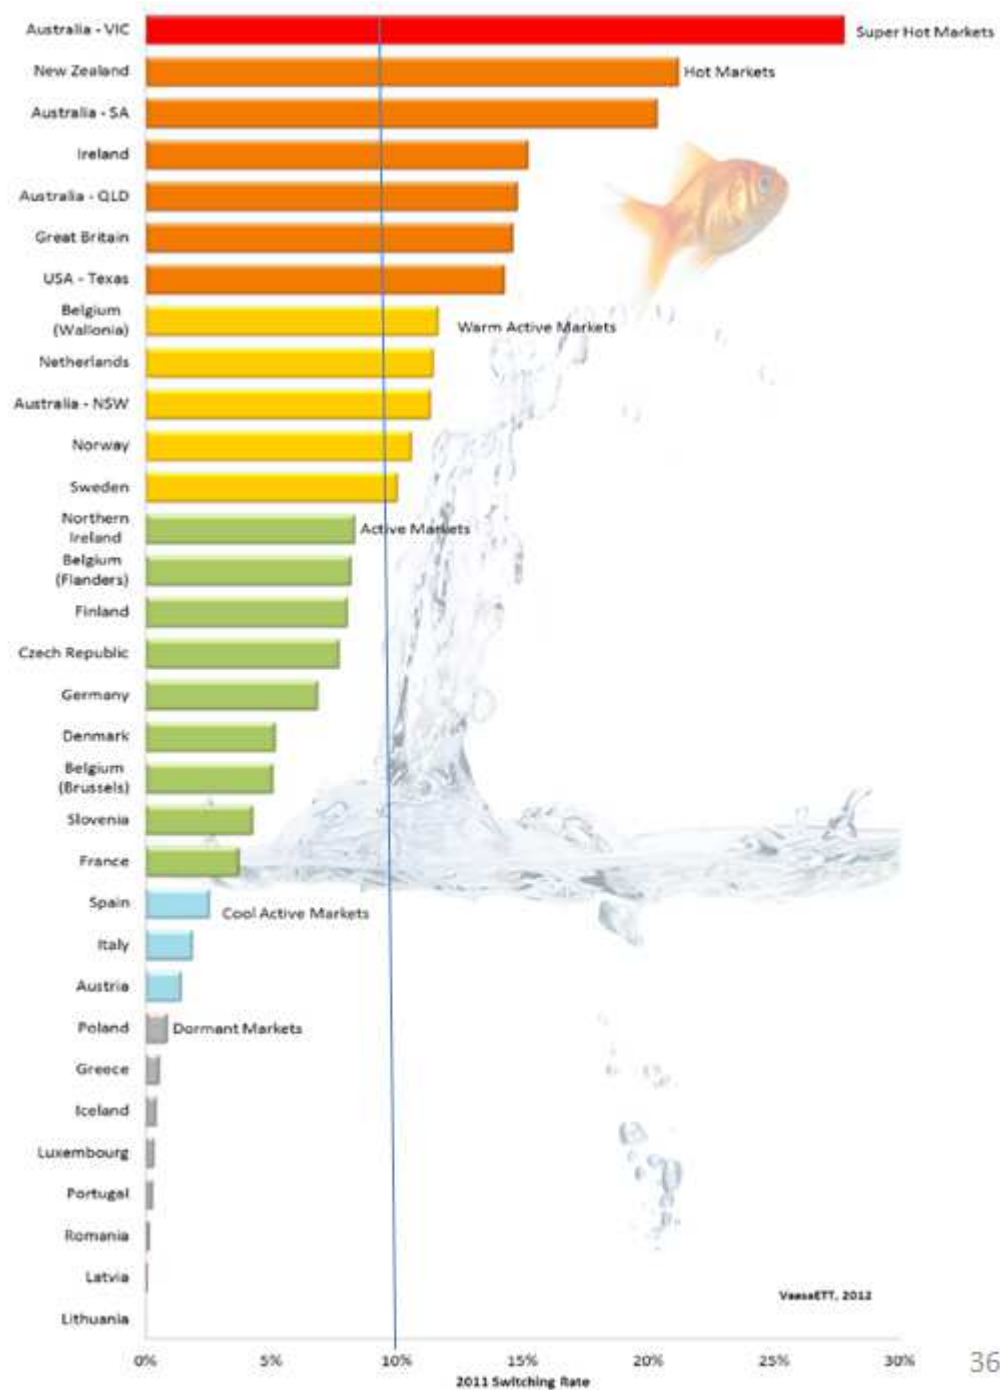 Australia - VIC
Super Hot Markets
New Zealand
Hot Markets
Australia - SA
Ireland
Australia - QLD
Great Britain
USA - Texas
Belgium
(Wallonia)
Warm Active Markets
Netherlands
Australia - NSW
Norway
Sweden
Northern
Ireland
Active Markets
Belgium
(Flanders)
Finland
Czech Republic
Germany
Denmark
Belgium
(Brussels)
Slovenia
France
Spain
Cool Active Markets
Italy
Austria
Poland
Dormant Markets
Greece
Iceland
Luxembourg
Portugal
Romania
Latvia
VaasaETT, 2012
Lithuania
0% 5% 10% 15% 20% 25% 30%
2011 Switching Rate
36